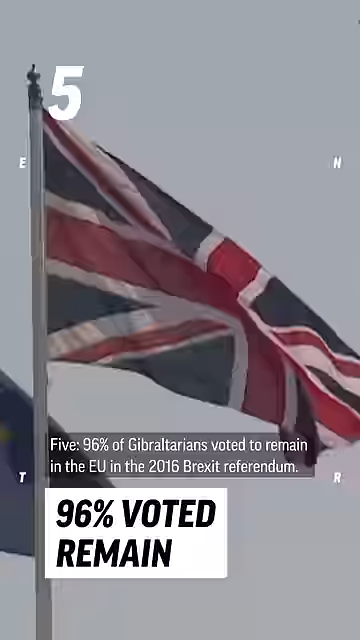 5
E
N
Five: 96% of Gibraltarians voted to remain
in the EU in the 2016 Brexit referendum.
T
R
96% VOTED
REMAIN